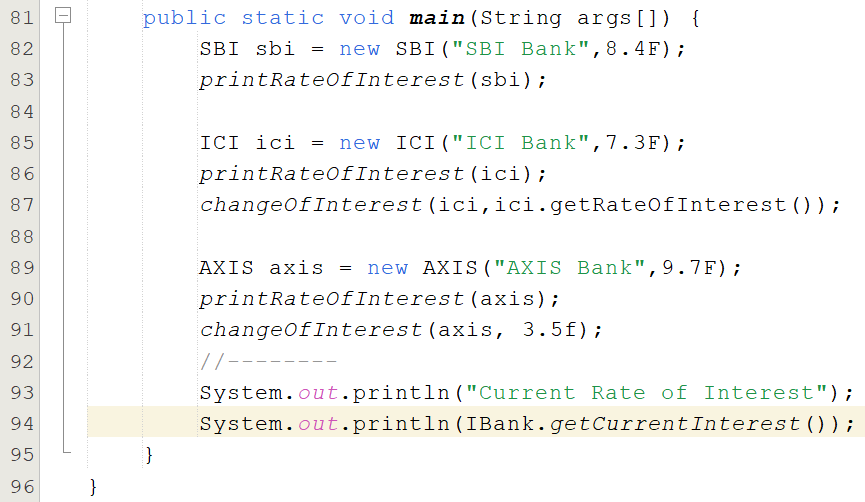 81 public static void main(String args[]) {
82 SBI sbi = new SBI("SBI Bank",8.4F);
83 printRateOfInterest(sbi);
84
85 ICI ici = new ICI("ICI Bank",7.3F);
86 printRateOfInterest(ici);
87 changeOfInterest(ici,ici.getRateOfInterest());
88
89 AXIS axis = new AXIS("AXIS Bank",9.7F);
90 printRateOfInterest(axis);
91 changeOfInterest(axis, 3.5f);
92 //--------
93 System.out.println("Current Rate of Interest");
94 System.out.println(IBank.getCurrentInterest());
95 }
96 }